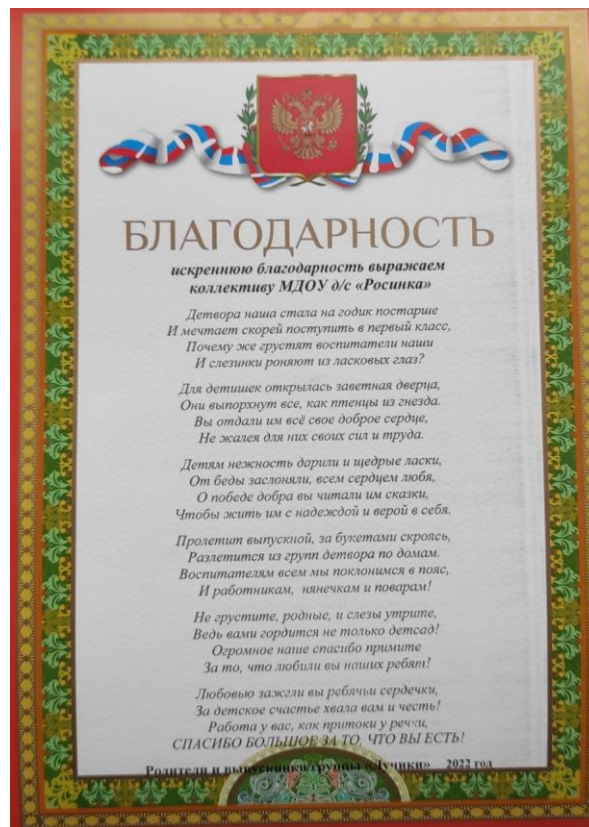 БЛАГОДАРНОСТЬ
искреннюю благодарность выражаем
коллективу МДОУ д/с «Росинка»
Детвора наша стала на годик постарше
И мечтает скорей поступить в первый класс,
Почему же грустят воспитатели наши
И слезинки роняют из ласковых глаз?
Для детишек открылась заветная дверца,
Они выпорхнут все, как птенцы из гнезда.
Вы отдали им всё свое доброе сердце,
Не жалея для них своих сил и труда.
Детям нежность дарили и щедрые ласки,
От беды заслоняли, всем сердцем любя,
О победе добра вы читали им сказки,
Чтобы жить им с надеждой и верой в себя.
Пролетит выпускной, за букетами скроясь,
Разлетится из групп детвора по домам.
Воспитателям всем мы поклонимся в пояс,
И работникам, нянечкам и поварам!
Не грустите, родные, и слезы утрите,
Ведь вами гордится не только детсад!
Огромное наше спасибо примите
За то, что любили вы наших ребят!
Любовью зажгли вы ребячьи сердечки,
За детское счастье хвала вам и честь!
Работа у вас, как притоки у речки,
СПАСИБО БОЛЬШОЕ ЗА ТО, ЧТО ВЫ ЕСТЬ!
Родители и выпускники группы «Лучики» 2022 год